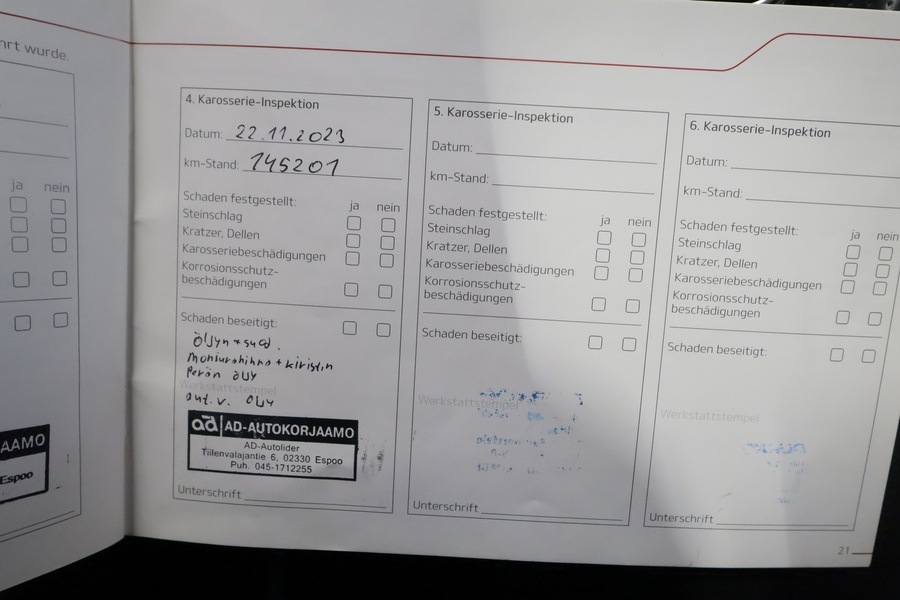 hrt wurde.
ja nein
AAMO
Espoo
4. Karosserie-Inspektion
Datum: 22.11.2023
km-Stand: 145201
Schaden festgestellt: ja nein
Steinschlag
Kratzer, Dellen
Karosseriebeschädigungen
Korrosionsschutz-
beschädigungen
Schaden beseitigt:
öljyn + suod.
moniurahihna + kiristin
Perän öljy
Werkstattstempel
aut.v. öljy
ad AD-AUTOKORJAAMO
AD-Autolider
Tiilenvalajantie 6, 02330 Espoo
Puh. 045-1712255
Unterschrift
5. Karosserie-Inspektion
Datum:
km-Stand:
Schaden festgestellt: ja nein
Steinschlag
Kratzer, Dellen
Karosseriebeschädigungen
Korrosionsschutz-
beschädigungen
Schaden beseitigt:
Werkstattstempel
Unterschrift
6. Karosserie-Inspektion
Datum:
km-Stand:
Schaden festgestellt: ja nein
Steinschlag
Kratzer, Dellen
Karosseriebeschädigungen
Korrosionsschutz-
beschädigungen
Schaden beseitigt:
Werkstattstempel
Unterschrift
21